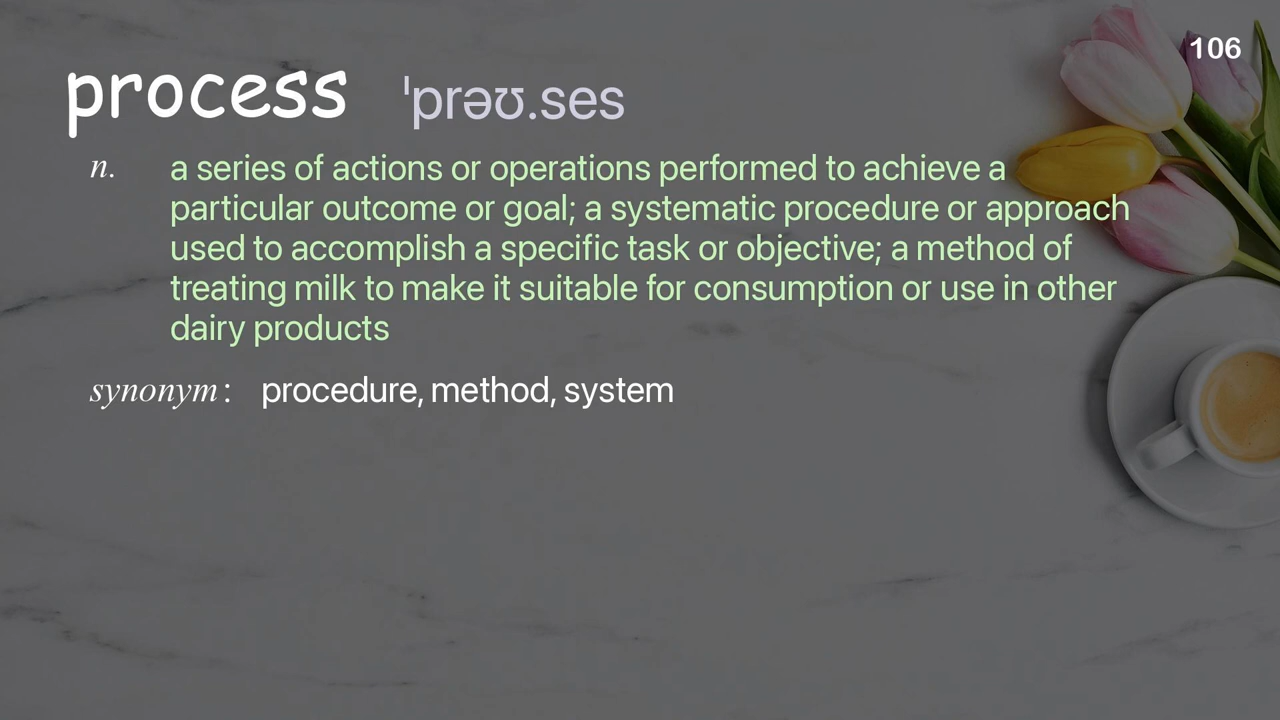 106
process ˈprəʊ.ses
n. a series of actions or operations performed to achieve a
particular outcome or goal; a systematic procedure or approach
used to accomplish a specific task or objective; a method of
treating milk to make it suitable for consumption or use in other
dairy products
synonym: procedure, method, system